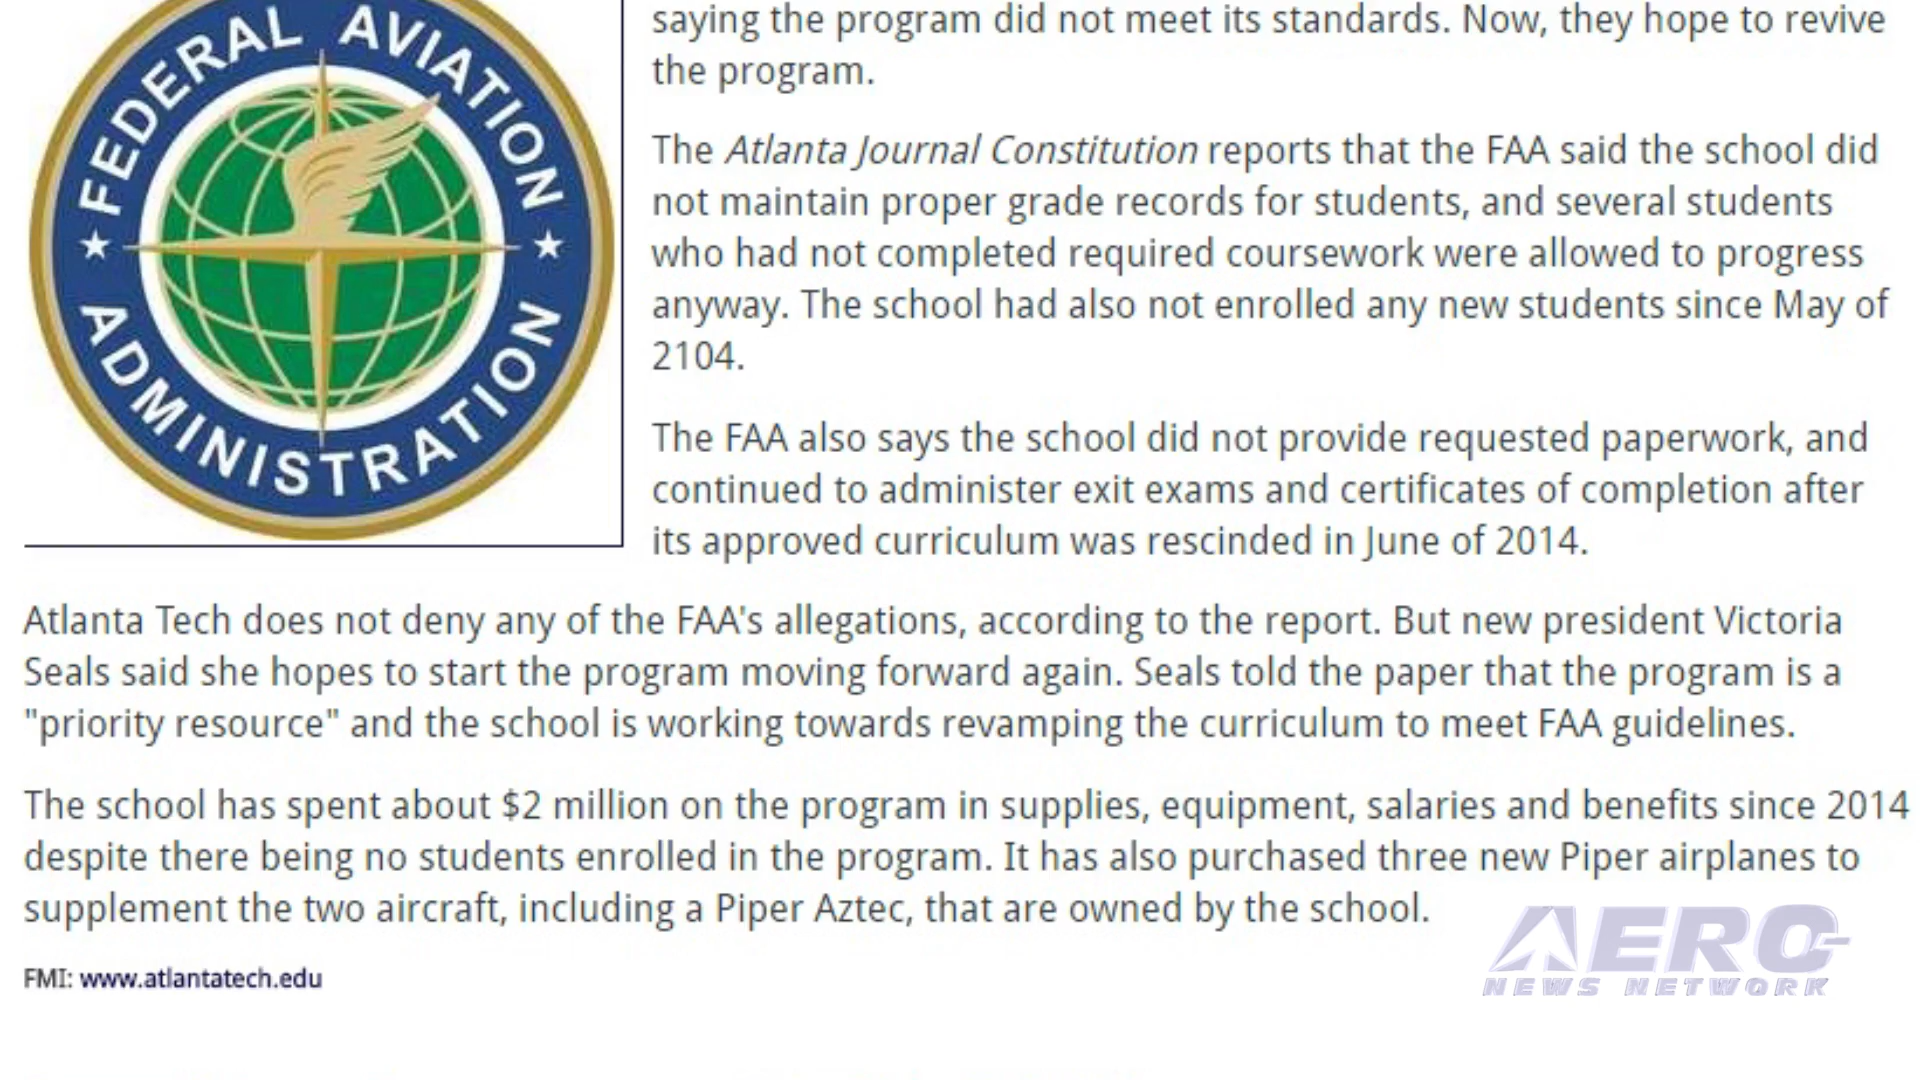 FEDERAL AVIATION
ADMINISTRATION
saying the program did not meet its standards. Now, they hope to revive
the program.
The Atlanta Journal Constitution reports that the FAA said the school did
not maintain proper grade records for students, and several students
who had not completed required coursework were allowed to progress
anyway. The school had also not enrolled any new students since May of
2104.
The FAA also says the school did not provide requested paperwork, and
continued to administer exit exams and certificates of completion after
its approved curriculum was rescinded in June of 2014.
Atlanta Tech does not deny any of the FAA's allegations, according to the report. But new president Victoria
Seals said she hopes to start the program moving forward again. Seals told the paper that the program is a
"priority resource" and the school is working towards revamping the curriculum to meet FAA guidelines.
The school has spent about $2 million on the program in supplies, equipment, salaries and benefits since 2014
despite there being no students enrolled in the program. It has also purchased three new Piper airplanes to
supplement the two aircraft, including a Piper Aztec, that are owned by the school.
FMI: www.atlantatech.edu
AERO
NEWS NETWORK